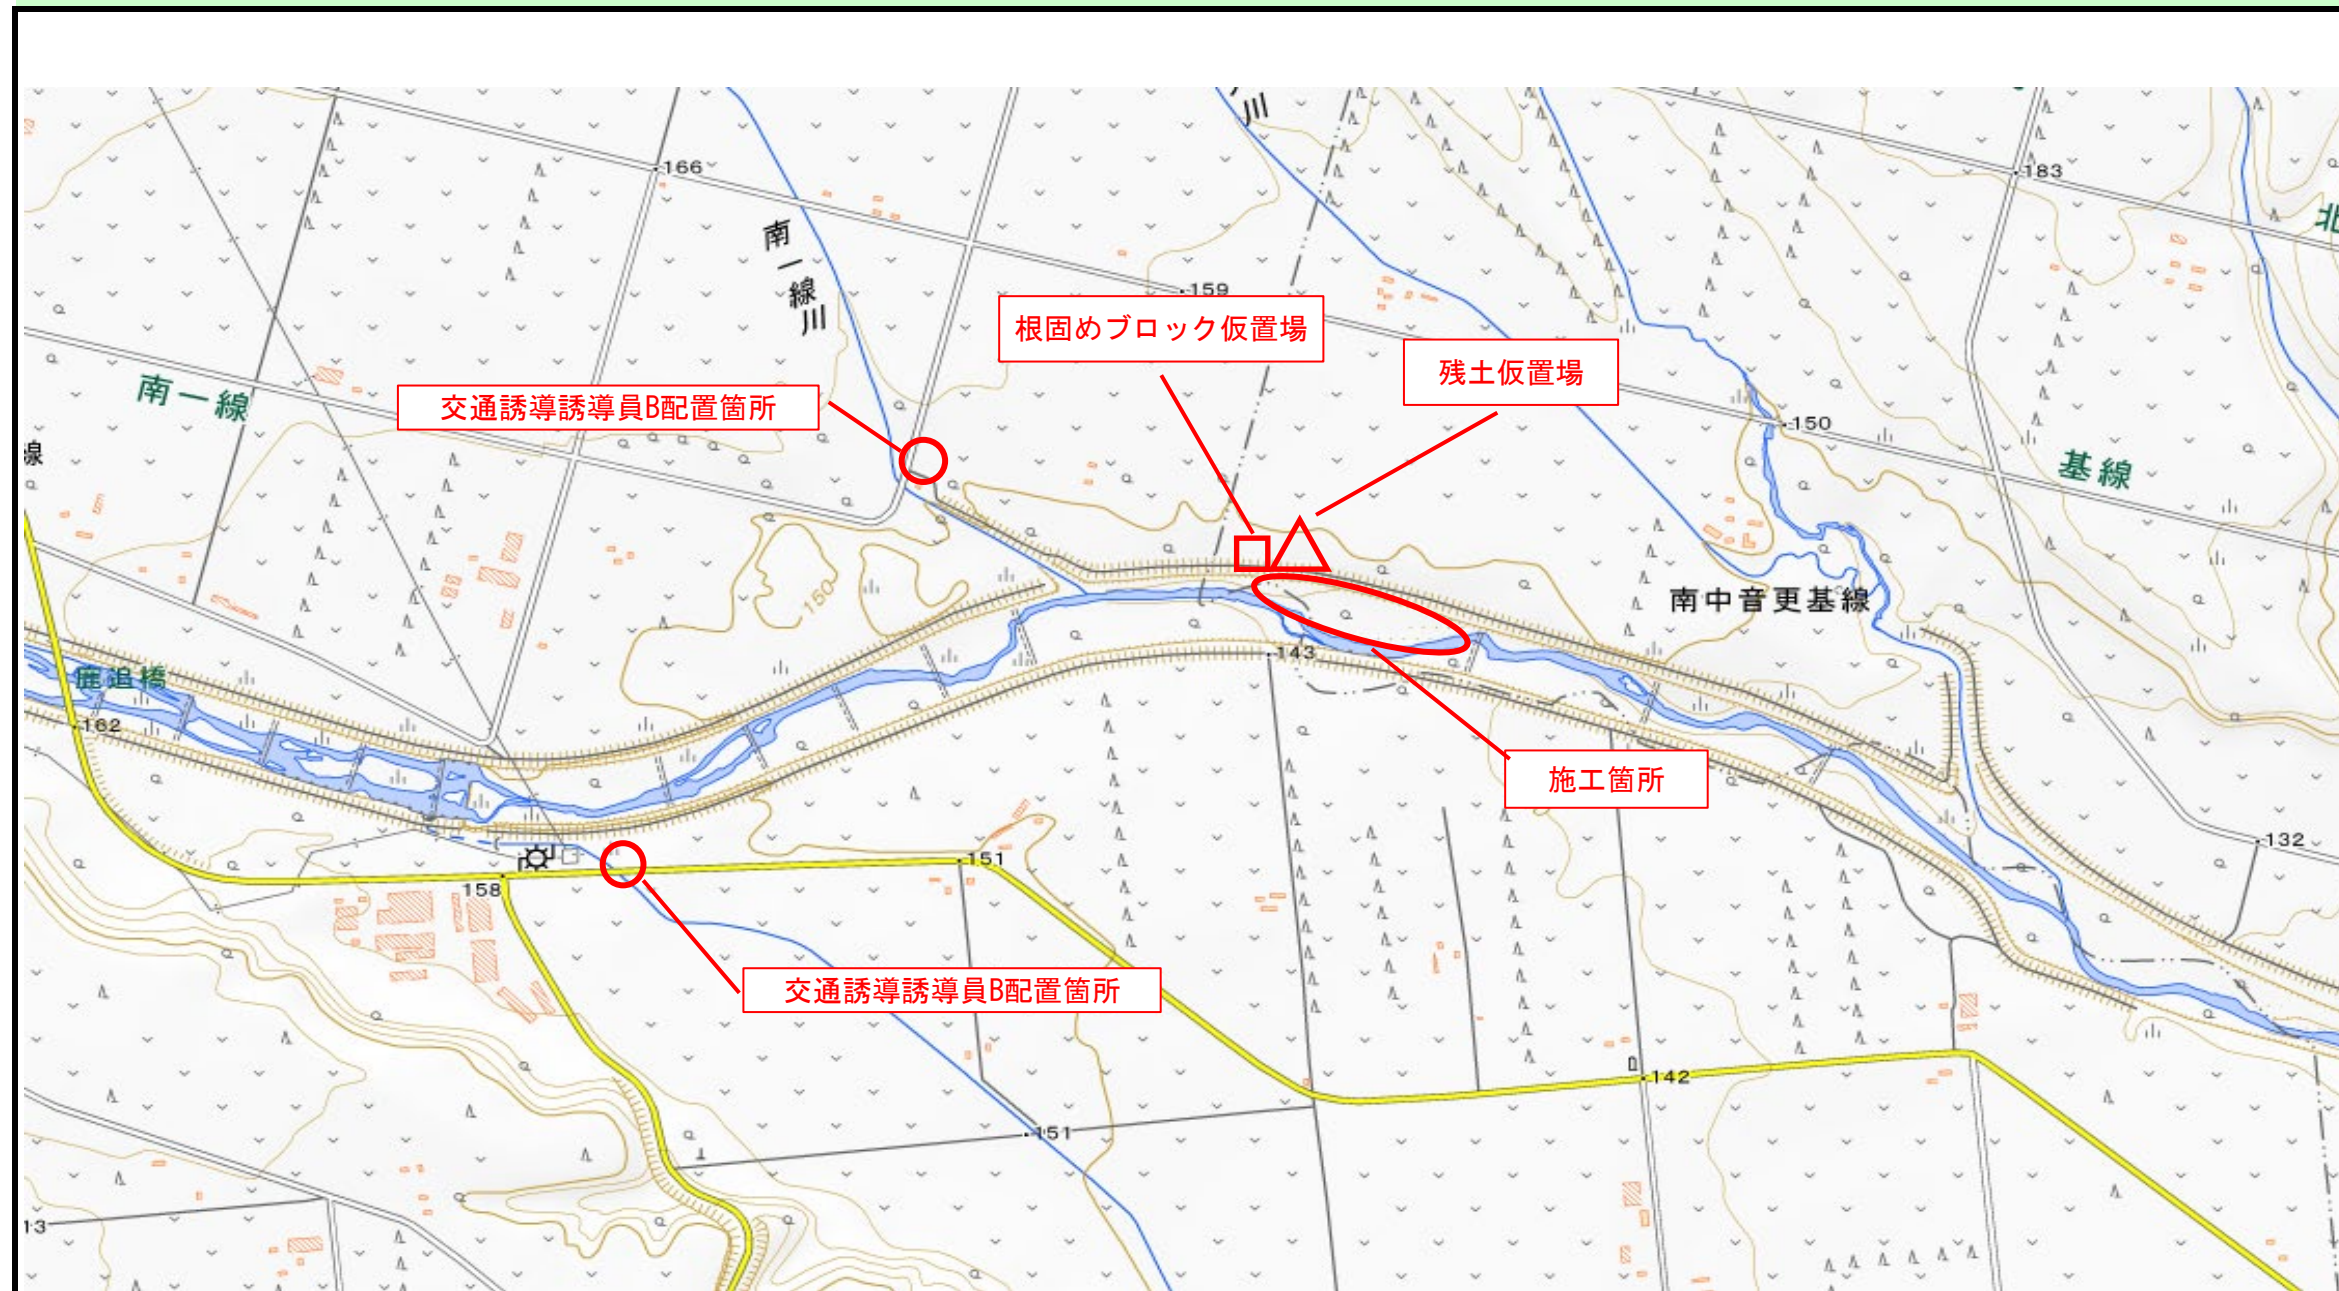 川
166
183
北
南一線川
159
根固めブロック仮置場
残土仮置場
南一線
交通誘導誘導員B配置箇所
150
線
基線
150
南中音更基線
143
鹿追橋
162
施工箇所
132
151
158
交通誘導誘導員B配置箇所
142
151
13